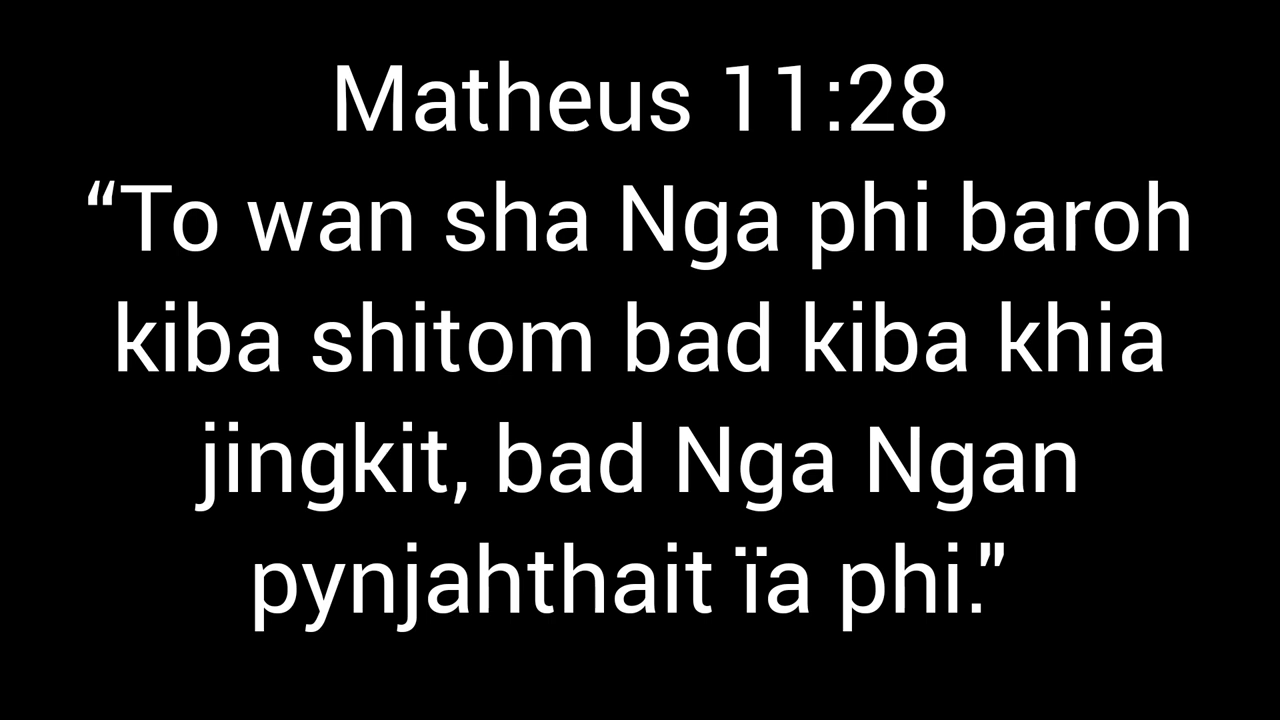 Matheus 11:28
“To wan sha Nga phi baroh
kiba shitom bad kiba khia
jingkit, bad Nga Ngan
pynjahthait ïa phi.”